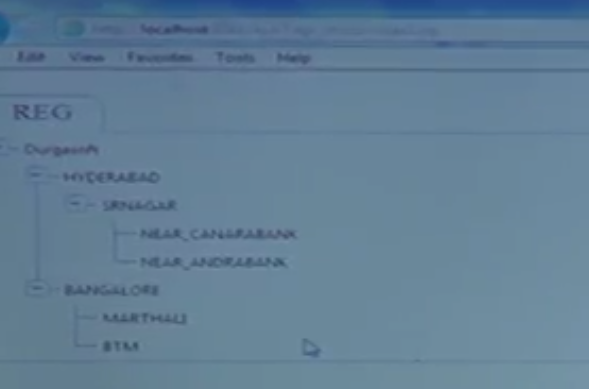 localhost
Edit View Favorites Tools Help
REG
Durgasoft
HYDERABAD
SRNAGAR
NEAR_CANARABANK
NEAR_ANDRABANK
BANGALORE
MARTHALI
BTM